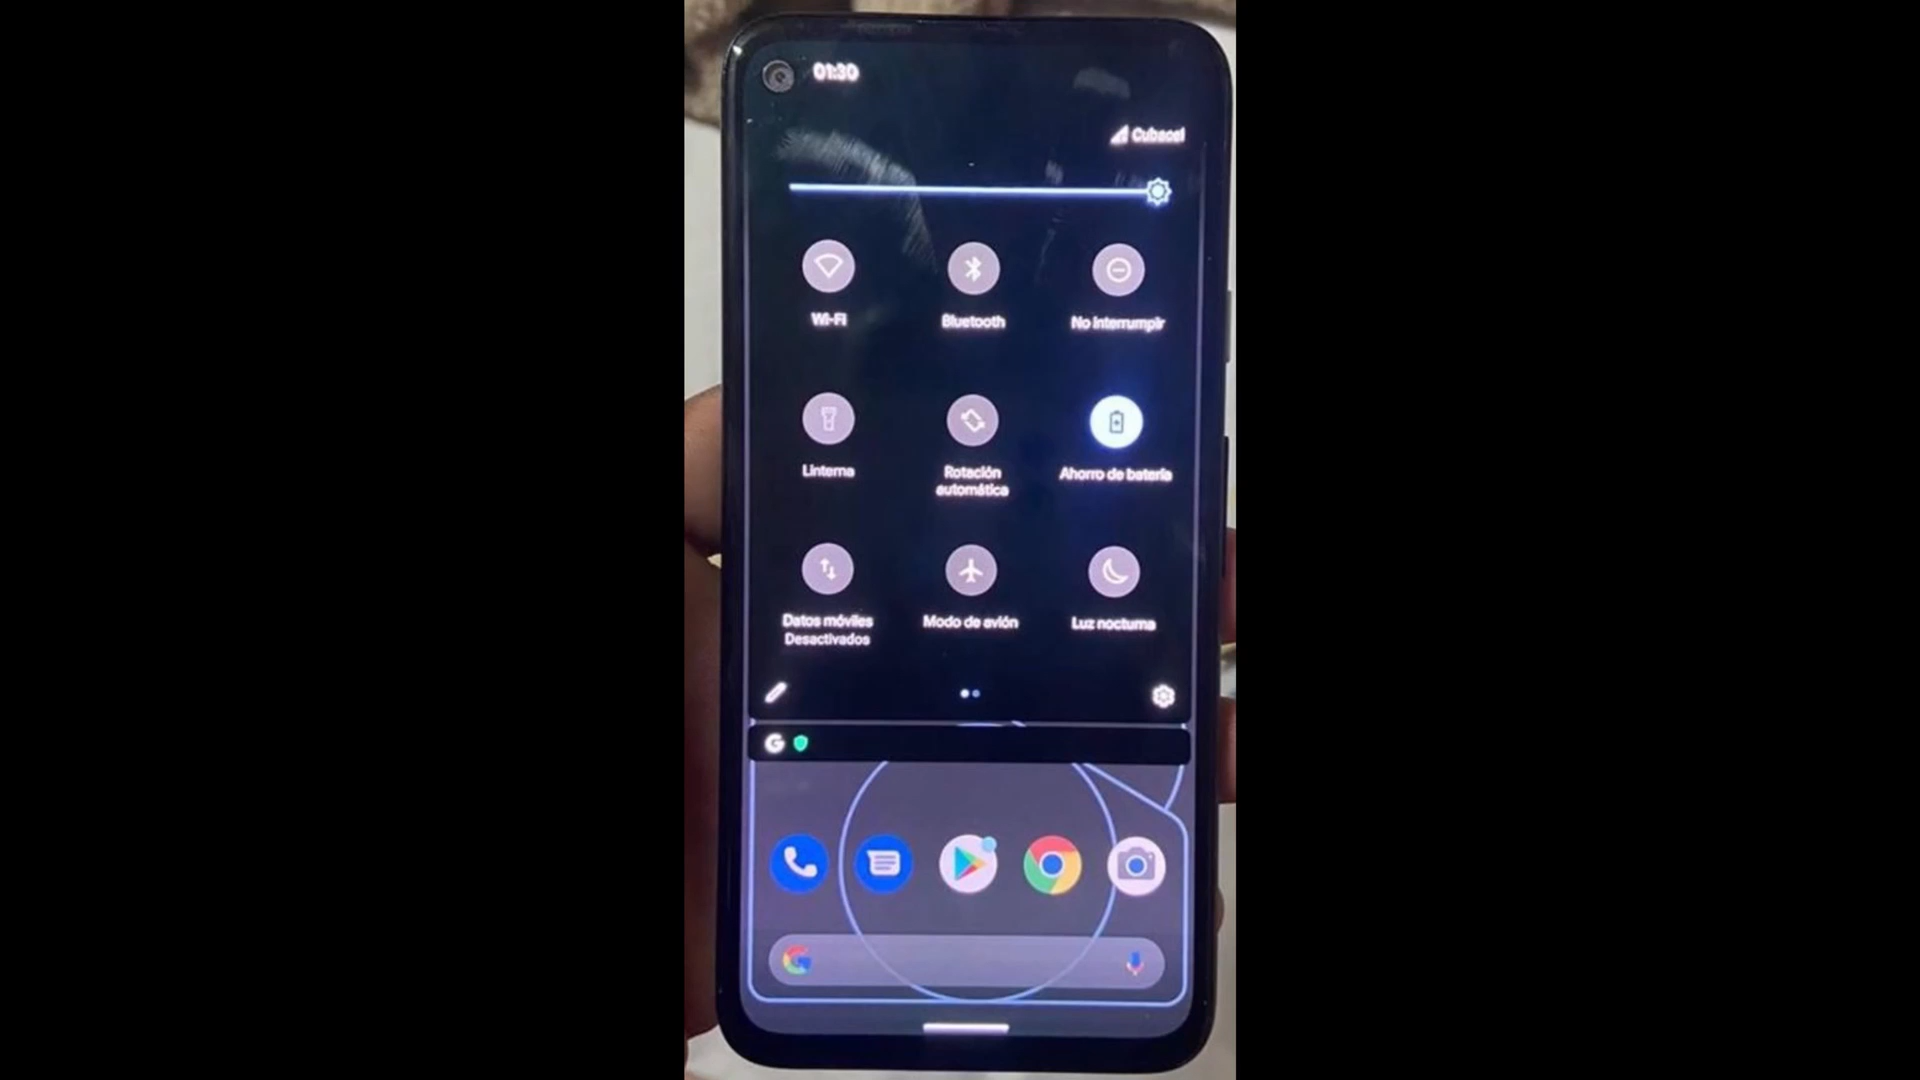 01:30
Cubacel
Wi-Fi
Bluetooth
No interrumpir
Linterna
Rotación
automática
Ahorro de batería
Datos móviles
Desactivados
Modo de avión
Luz nocturna